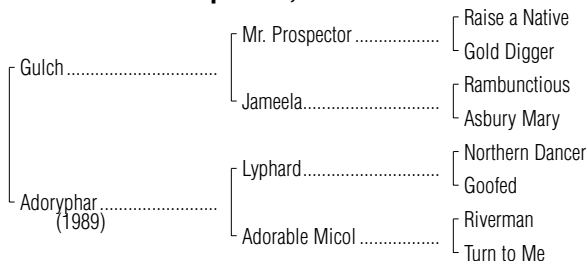 Raise a Native
Mr. Prospector ...................
Gold Digger
Gulch ..................................
Rambunctious
Jameela...............................
Asbury Mary
Northern Dancer
Lyphard...............................
Goofed
Adoryphar...........................
(1989)
Riverman
Adorable Micol ..................
Turn to Me